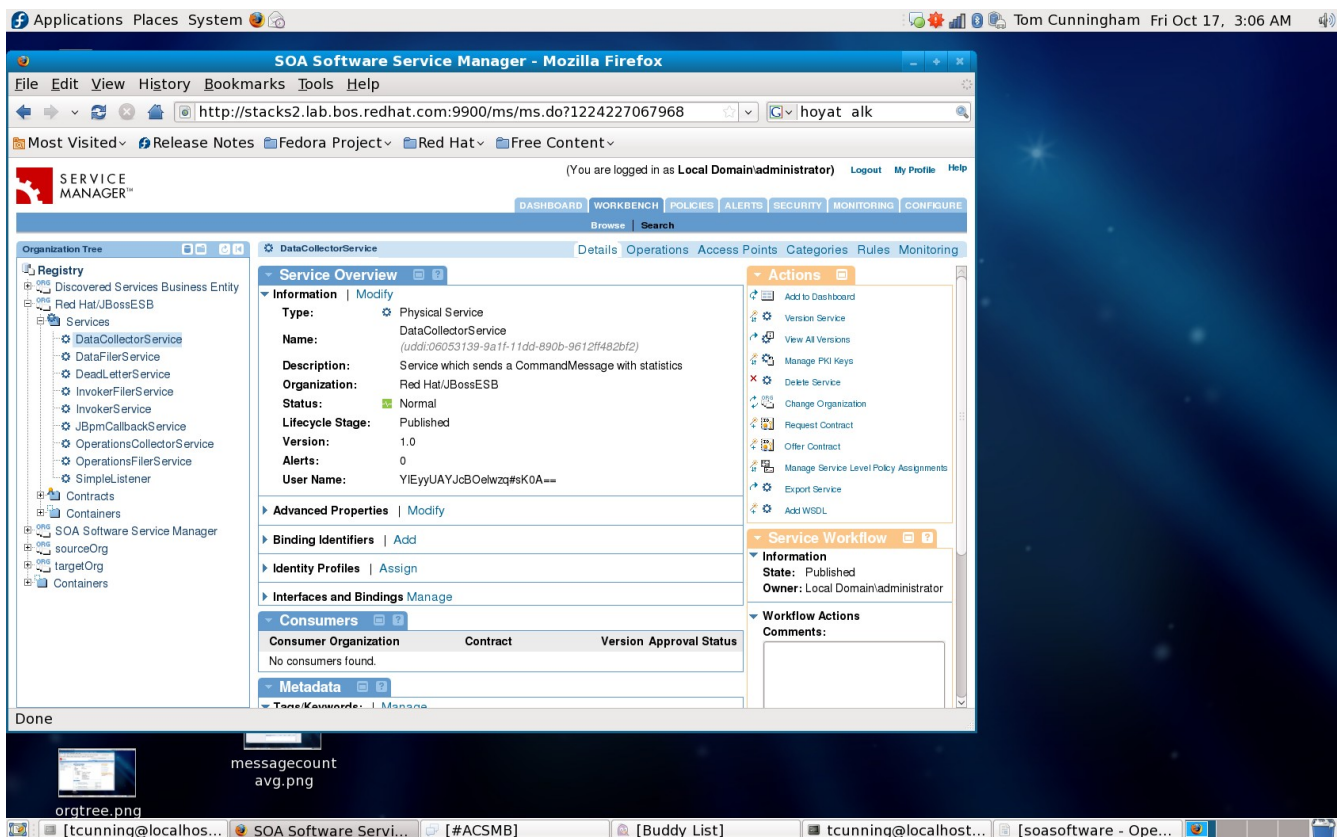 Applications Places System
Tom Cunningham Fri Oct 17, 3:06 AM
SOA Software Service Manager - Mozilla Firefox
File Edit View History Bookmarks Tools Help
http://stacks2.lab.bos.redhat.com:9900/ms/ms.do?1224227067968
G hoyat alk
Most Visited Release Notes Fedora Project Red Hat Free Content
SERVICE
MANAGER™
(You are logged in as Local Domain\administrator) Logout My Profile Help
DASHBOARD WORKBENCH POLICIES ALERTS SECURITY MONITORING CONFIGURE
Browse | Search
Organization Tree
Registry
ORG Discovered Services Business Entity
ORG Red Hat/JBossESB
Services
DataCollectorService
DataFilerService
DeadLetterService
InvokerFilerService
InvokerService
JBpmCallbackService
OperationsCollectorService
OperationsFilerService
SimpleListener
Contracts
Containers
ORG SOA Software Service Manager
ORG sourceOrg
ORG targetOrg
Containers
DataCollectorService
Details Operations Access Points Categories Rules Monitoring
Service Overview
Information | Modify
Type: Physical Service
Name: DataCollectorService
(uddi:06053139-9a1f-11dd-890b-9612ff482bf2)
Description: Service which sends a CommandMessage with statistics
Organization: Red Hat/JBossESB
Status: Normal
Lifecycle Stage: Published
Version: 1.0
Alerts: 0
User Name: YIEyyUAYJcBOelwzq#sK0A==
Advanced Properties | Modify
Binding Identifiers | Add
Identity Profiles | Assign
Interfaces and Bindings Manage
Consumers
Consumer Organization Contract Version Approval Status
No consumers found.
Metadata
Tags/Keywords: | Manage
Actions
Add to Dashboard
Version Service
View All Versions
Manage PKI Keys
Delete Service
Change Organization
Request Contract
Offer Contract
Manage Service Level Policy Assignments
Export Service
Add WSDL
Service Workflow
Information
State: Published
Owner: Local Domain\administrator
Workflow Actions
Comments:
Done
messagecount
avg.png
orgtree.png
[tcunning@localhos... SOA Software Servi... [#ACSMB] [Buddy List] tcunning@localhost... [soasoftware - Ope...